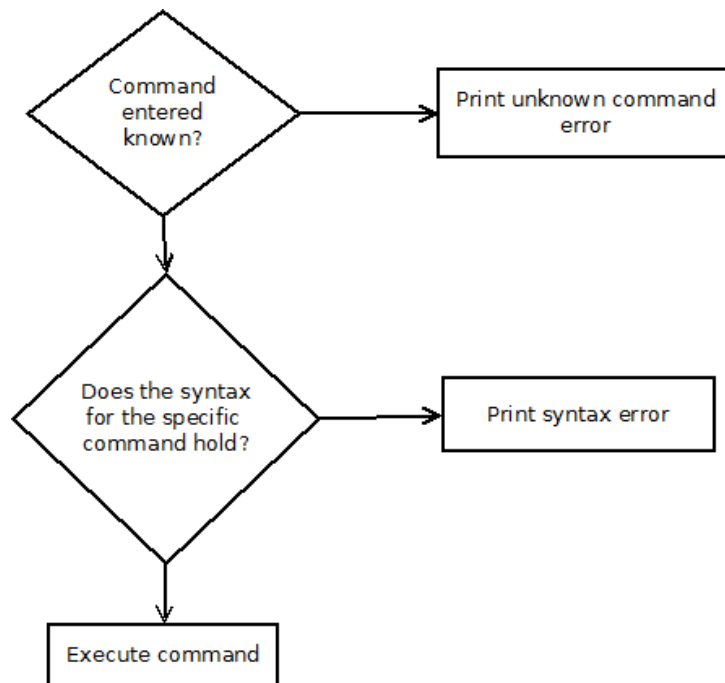 Command
entered
known?
Print unknown command
error
Does the syntax
for the specific
command hold?
Print syntax error
Execute command